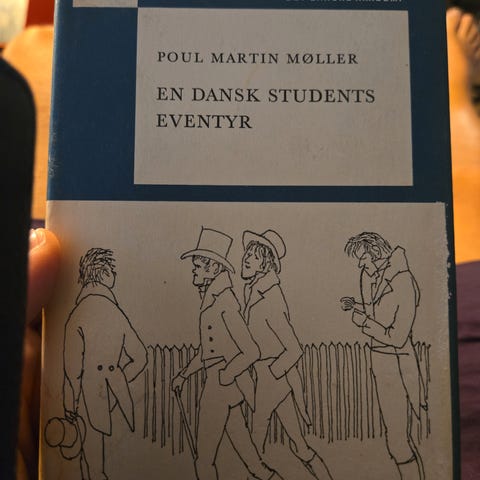 POUL MARTIN MØLLER
EN DANSK STUDENTS
EVENTYR